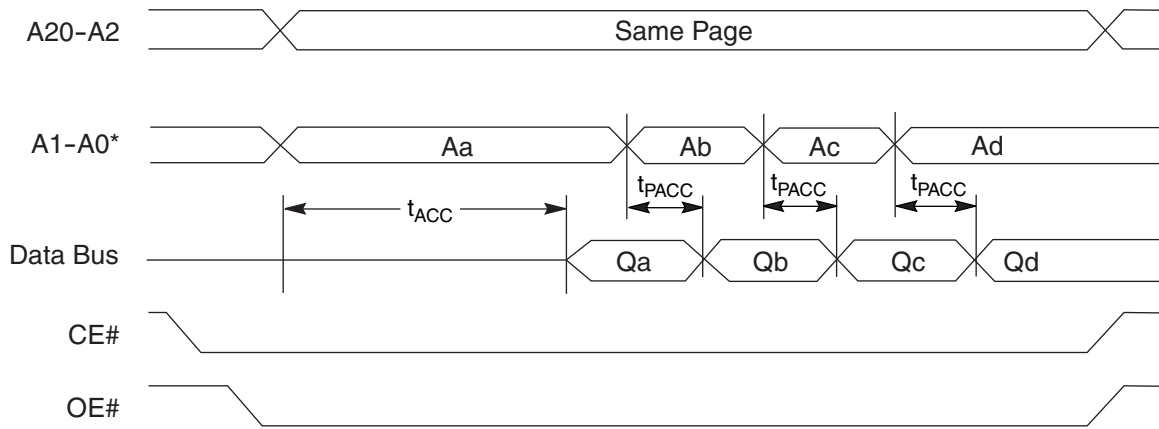 A20-A2
Same Page
A1-A0*
Aa
Ab
Ac
Ad
tACC
tPACC
tPACC
tPACC
Data Bus
Qa
Qb
Qc
Qd
CE#
OE#